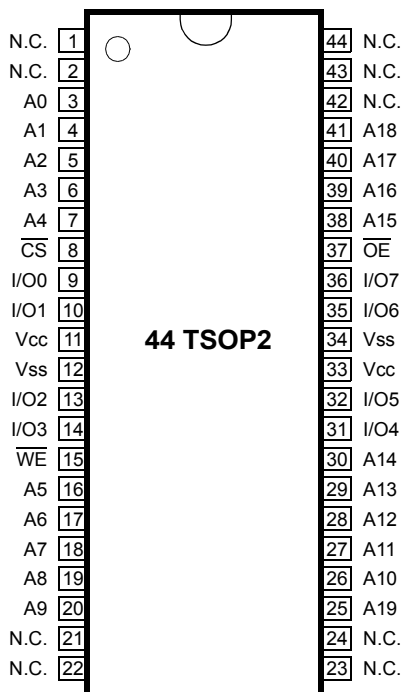 N.C. 1 44 N.C.
N.C. 2 43 N.C.
A0 3 42 N.C.
A1 4 41 A18
A2 5 40 A17
A3 6 39 A16
A4 7 38 A15
C̅S̅ 8 37 O̅E̅
I/O0 9 36 I/O7
I/O1 10 35 I/O6
Vcc 11 44 TSOP2 34 Vss
Vss 12 33 Vcc
I/O2 13 32 I/O5
I/O3 14 31 I/O4
W̅E̅ 15 30 A14
A5 16 29 A13
A6 17 28 A12
A7 18 27 A11
A8 19 26 A10
A9 20 25 A19
N.C. 21 24 N.C.
N.C. 22 23 N.C.